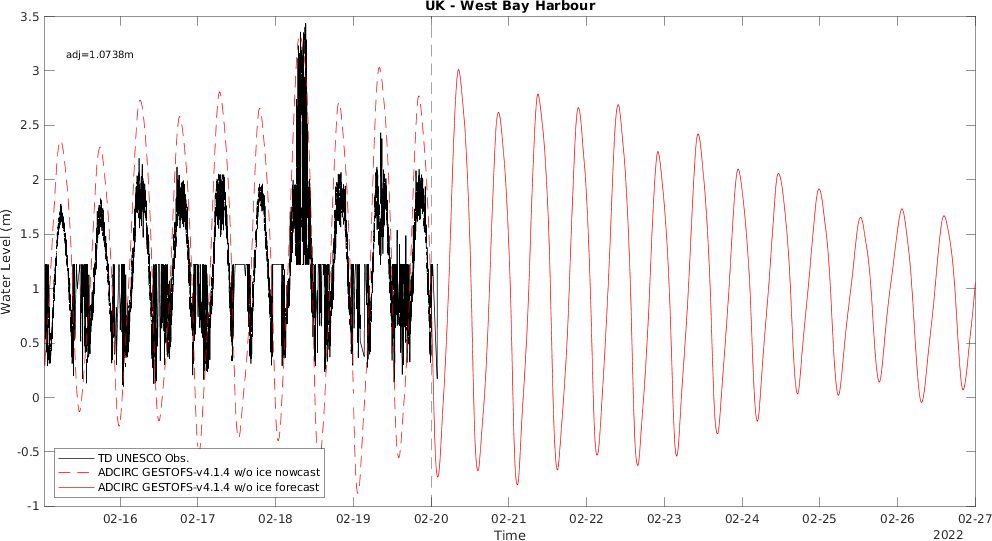 UK - West Bay Harbour
adj=1.0738m
3.5
3
2.5
2
1.5
1
0.5
0
-0.5
-1
Water Level (m)
TD UNESCO Obs.
ADCIRC GESTOFS-v4.1.4 w/o ice nowcast
ADCIRC GESTOFS-v4.1.4 w/o ice forecast
02-16 02-17 02-18 02-19 02-20 02-21 02-22 02-23 02-24 02-25 02-26 02-27
Time
2022